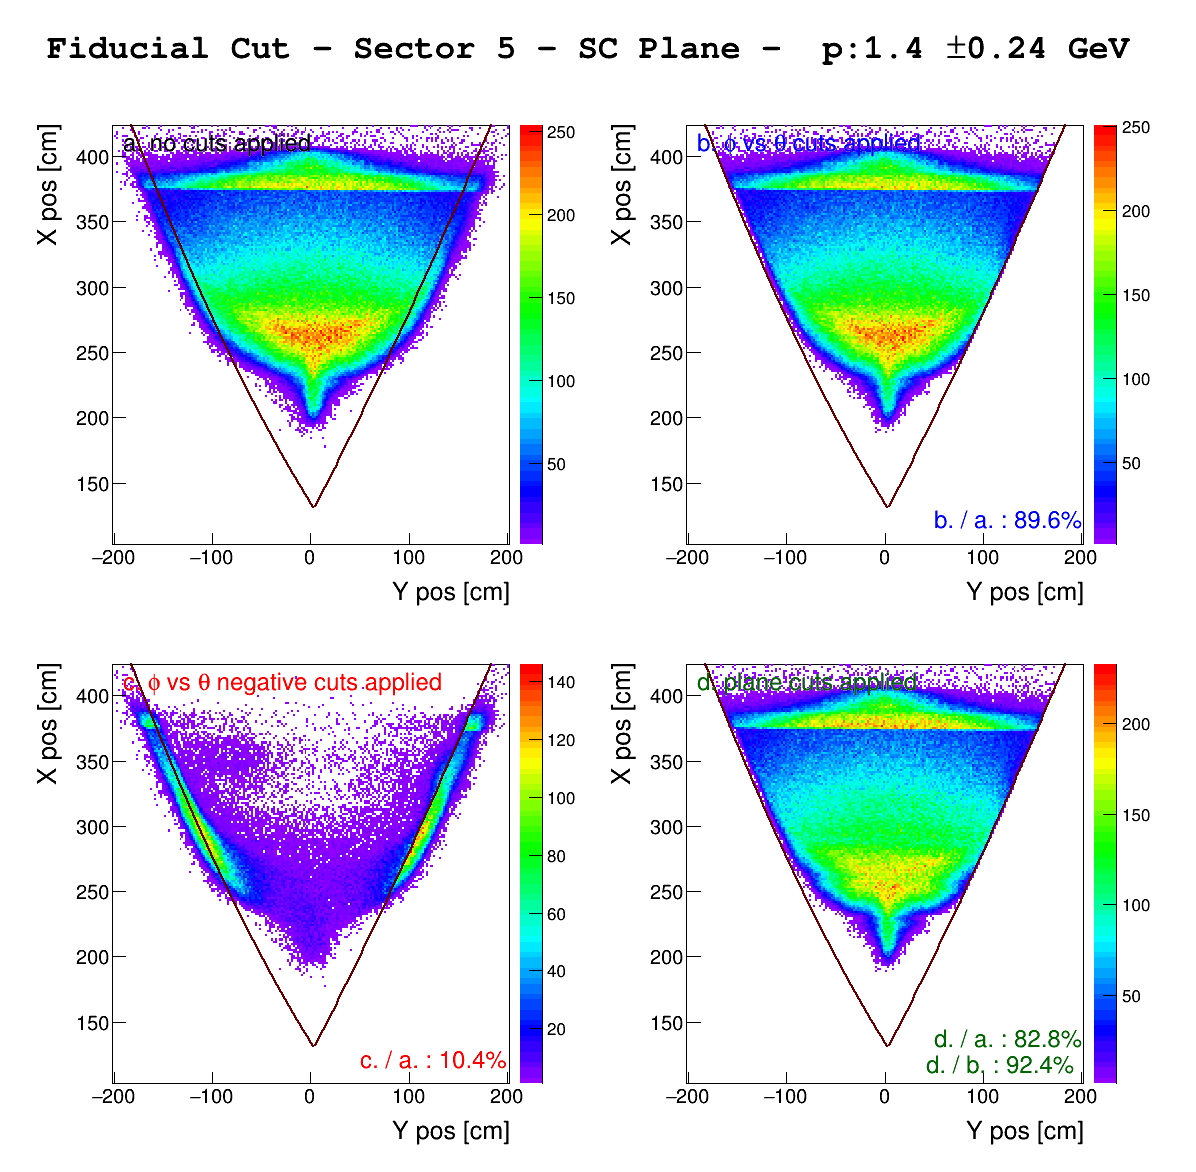 Fiducial Cut – Sector 5 – SC Plane – p:1.4 ±0.24 GeV
a. no cuts applied
X pos [cm]
400
350
300
250
200
150
−200 −100 0 100 200
Y pos [cm]
250
200
150
100
50
b. ϕ vs θ cuts applied
X pos [cm]
400
350
300
250
200
150
b. / a. : 89.6%
−200 −100 0 100 200
Y pos [cm]
250
200
150
100
50
c. ϕ vs θ negative cuts applied
X pos [cm]
400
350
300
250
200
150
c. / a. : 10.4%
−200 −100 0 100 200
Y pos [cm]
140
120
100
80
60
40
20
d. plane cuts applied
X pos [cm]
400
350
300
250
200
150
d. / a. : 82.8%
d. / b. : 92.4%
−200 −100 0 100 200
Y pos [cm]
200
150
100
50